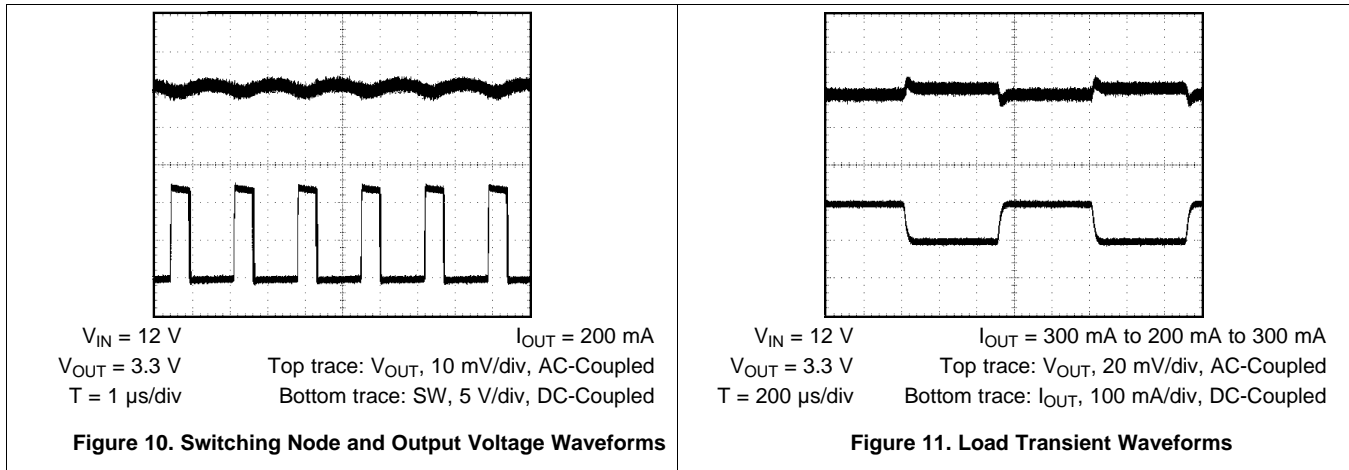 V_IN = 12 V I_OUT = 200 mA
V_OUT = 3.3 V Top trace: V_OUT, 10 mV/div, AC-Coupled
T = 1 µs/div Bottom trace: SW, 5 V/div, DC-Coupled
Figure 10. Switching Node and Output Voltage Waveforms
V_IN = 12 V I_OUT = 300 mA to 200 mA to 300 mA
V_OUT = 3.3 V Top trace: V_OUT, 20 mV/div, AC-Coupled
T = 200 µs/div Bottom trace: I_OUT, 100 mA/div, DC-Coupled
Figure 11. Load Transient Waveforms